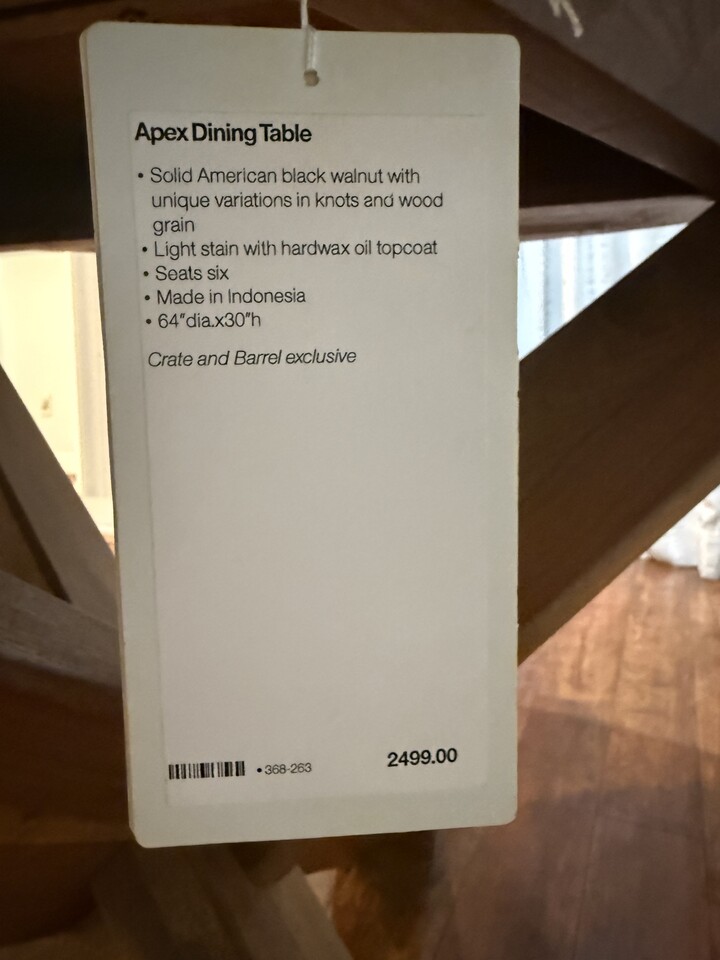 Apex Dining Table
• Solid American black walnut with
unique variations in knots and wood
grain
• Light stain with hardwax oil topcoat
• Seats six
• Made in Indonesia
• 64"dia.x30"h
Crate and Barrel exclusive
• 368-263
2499.00